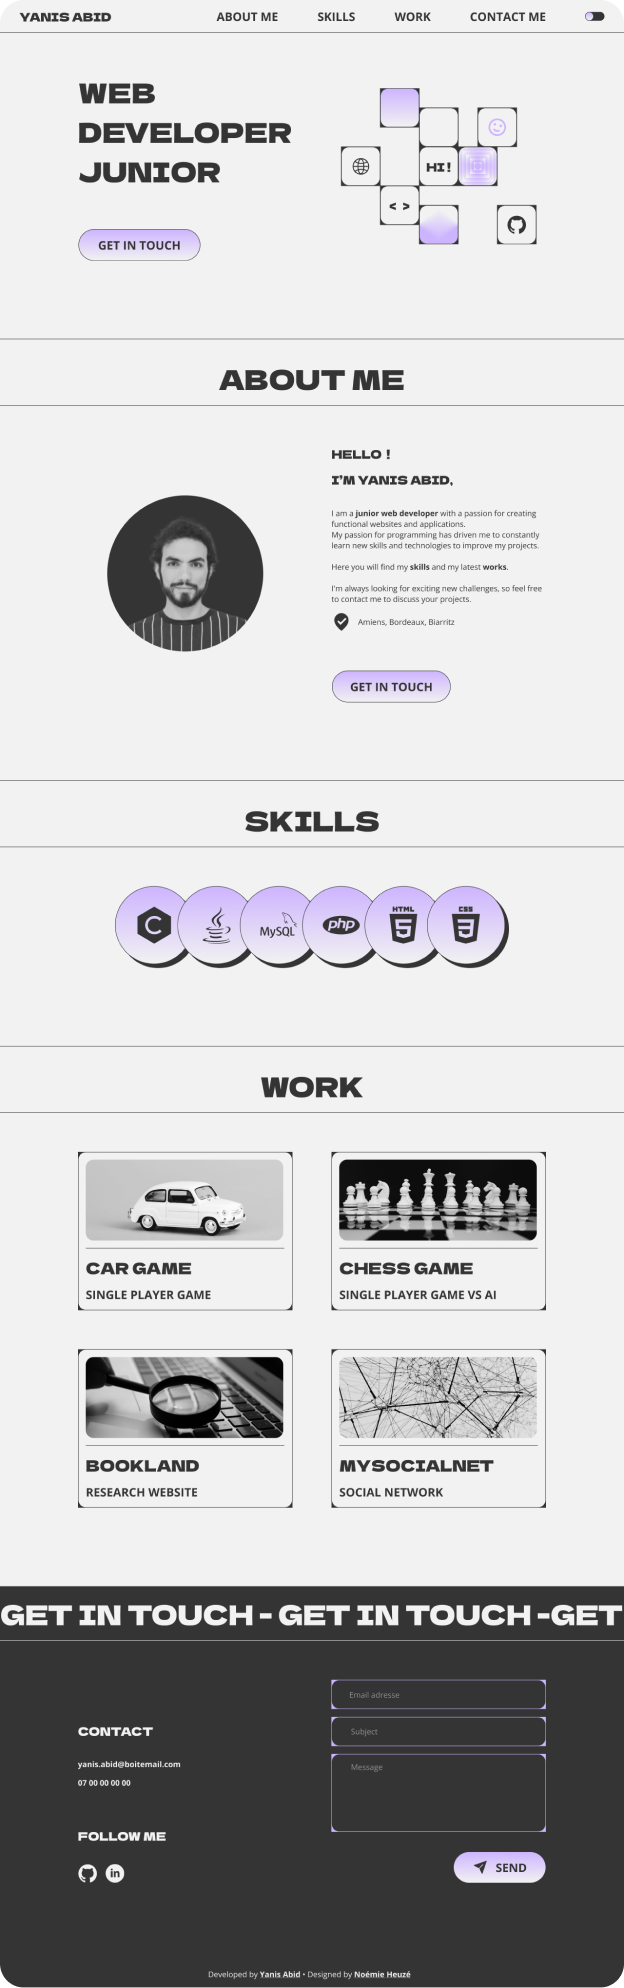 YANIS ABID
ABOUT ME
SKILLS
WORK
CONTACT ME
WEB
DEVELOPER
JUNIOR
GET IN TOUCH
HI!
< >
ABOUT ME
HELLO !
I'M YANIS ABID,
I am a junior web developer with a passion for creating
functional websites and applications.
My passion for programming has driven me to constantly
learn new skills and technologies to improve my projects.
Here you will find my skills and my latest works.
I'm always looking for exciting new challenges, so feel free
to contact me to discuss your projects.
Amiens, Bordeaux, Biarritz
GET IN TOUCH
SKILLS
C
MySQL
php
HTML
5
CSS
3
WORK
CAR GAME
SINGLE PLAYER GAME
CHESS GAME
SINGLE PLAYER GAME VS AI
BOOKLAND
RESEARCH WEBSITE
MYSOCIALNET
SOCIAL NETWORK
GET IN TOUCH - GET IN TOUCH -GET
CONTACT
yanis.abid@boitemail.com
07 00 00 00 00
FOLLOW ME
in
Email adresse
Subject
Message
SEND
Developed by Yanis Abid • Designed by Noémie Heuzé